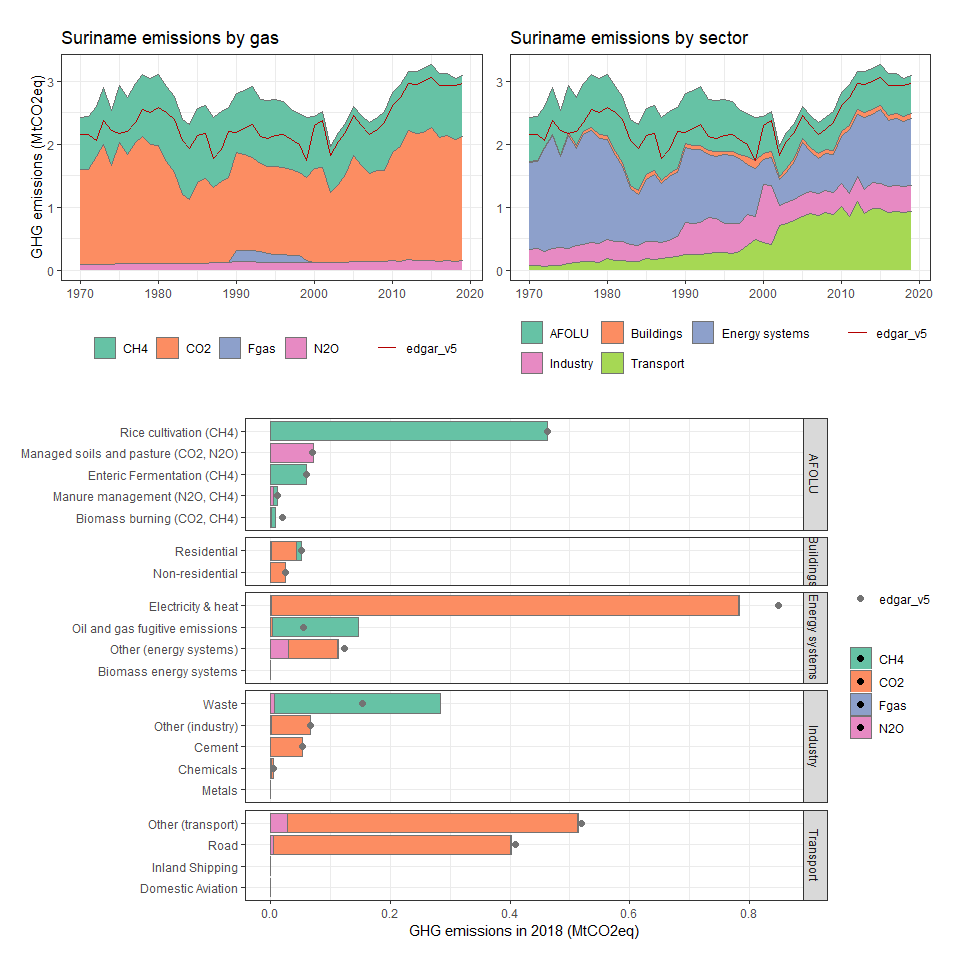 Suriname emissions by gas
GHG emissions (MtCO2eq)
3
2
1
0
1970
1980
1990
2000
2010
2020
CH4
CO2
Fgas
N2O
edgar_v5
Suriname emissions by sector
3
2
1
0
1970
1980
1990
2000
2010
2020
AFOLU
Buildings
Energy systems
edgar_v5
Industry
Transport
Rice cultivation (CH4)
Managed soils and pasture (CO2, N2O)
Enteric Fermentation (CH4)
Manure management (N2O, CH4)
Biomass burning (CO2, CH4)
AFOLU
Residential
Non-residential
Buildings
Electricity & heat
Oil and gas fugitive emissions
Other (energy systems)
Biomass energy systems
Energy systems
Waste
Other (industry)
Cement
Chemicals
Metals
Industry
Other (transport)
Road
Inland Shipping
Domestic Aviation
Transport
0.0
0.2
0.4
0.6
0.8
GHG emissions in 2018 (MtCO2eq)
edgar_v5
CH4
CO2
Fgas
N2O